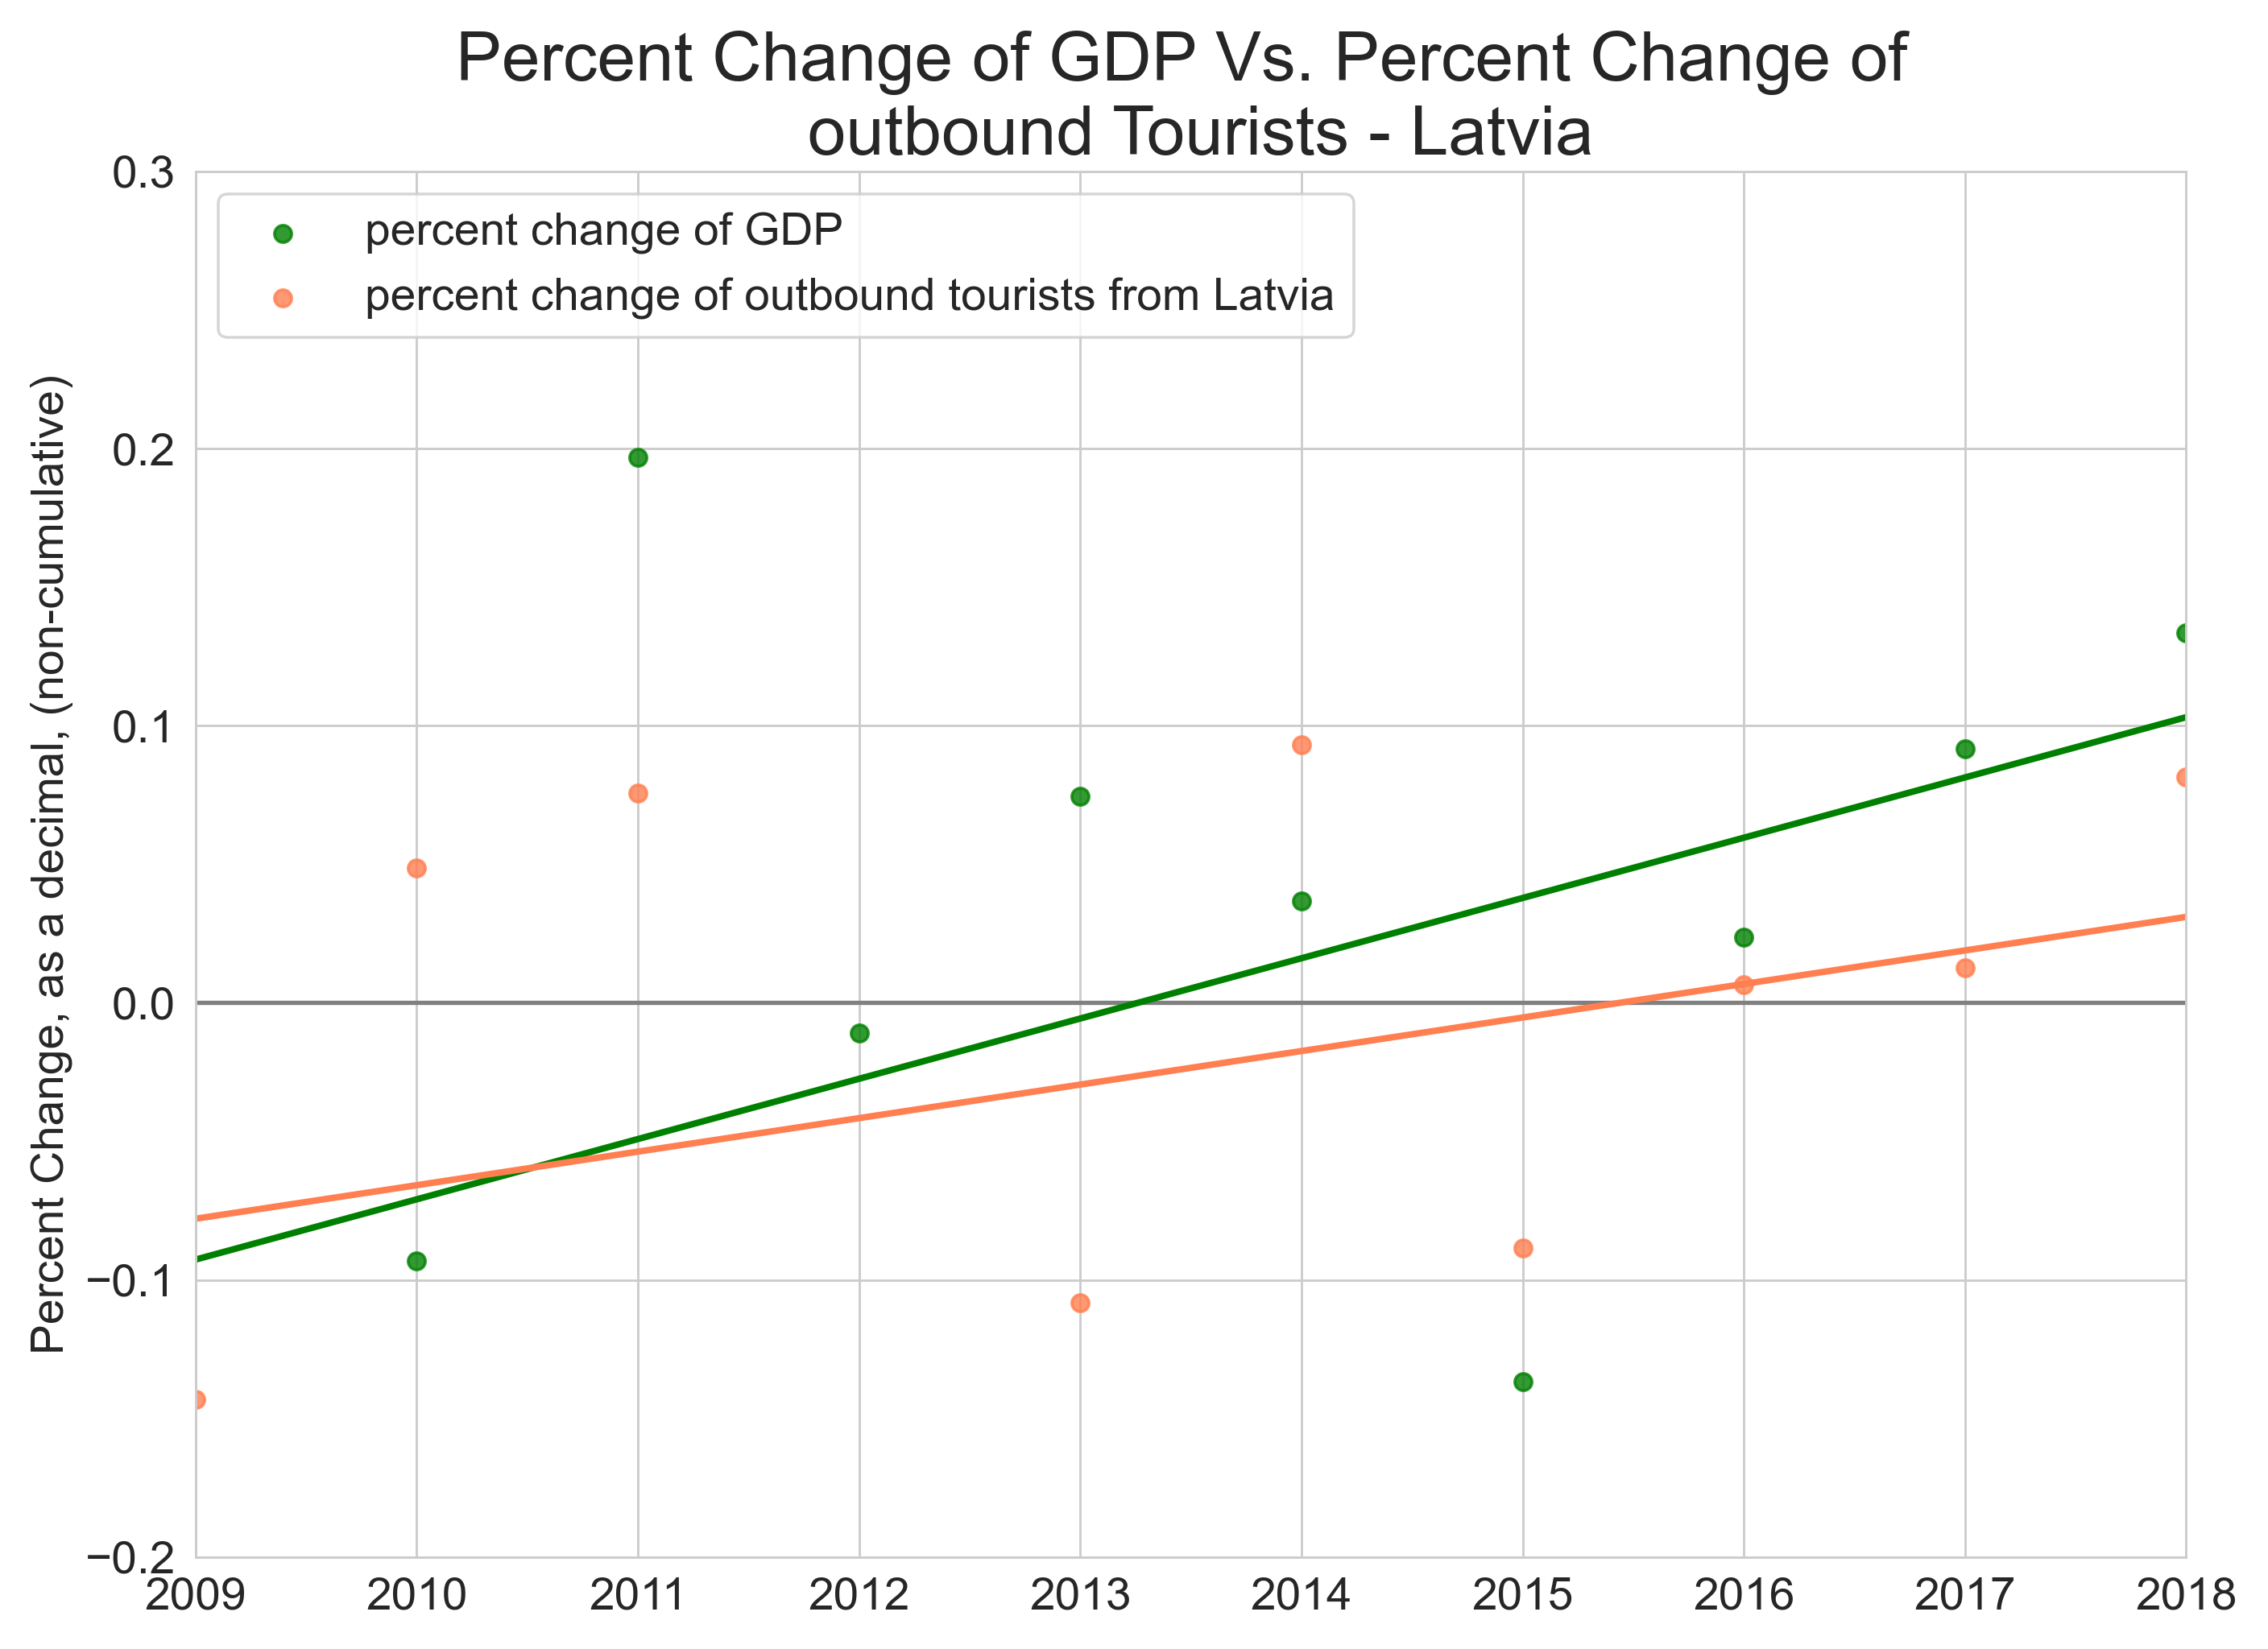 Percent Change of GDP Vs. Percent Change of
outbound Tourists - Latvia
percent change of GDP
percent change of outbound tourists from Latvia
Percent Change, as a decimal, (non-cumulative)
0.3
0.2
0.1
0.0
−0.1
−0.2
2009 2010 2011 2012 2013 2014 2015 2016 2017 2018